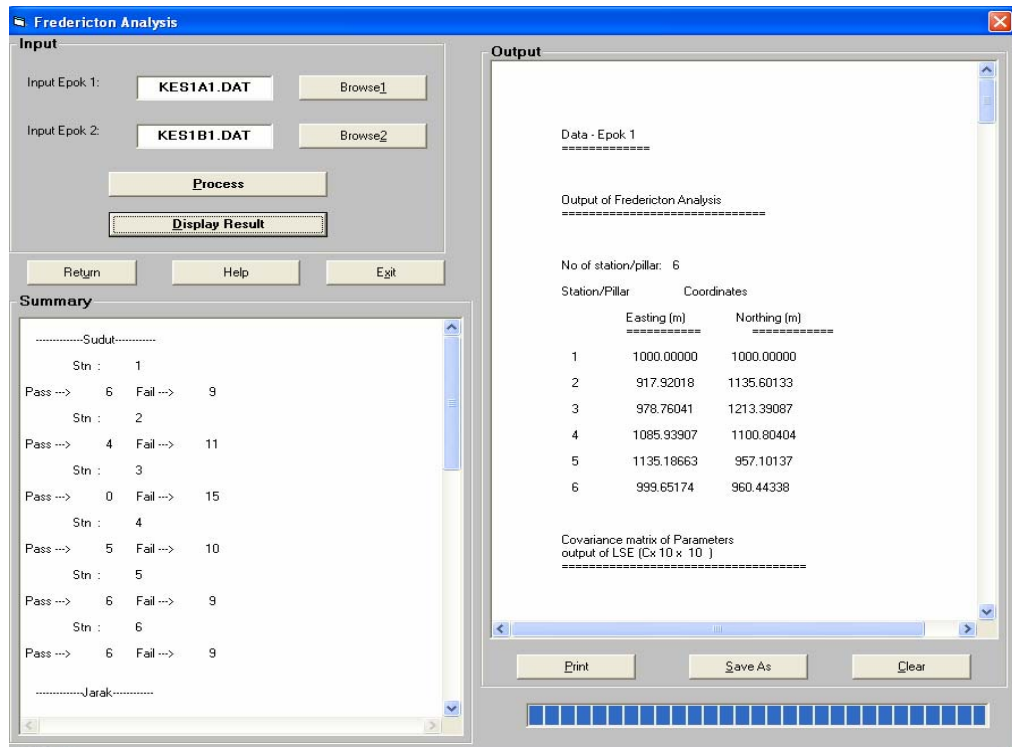 Fredericton Analysis
Input
Input Epok 1:
KES1A1.DAT
Browse1
Input Epok 2:
KES1B1.DAT
Browse2
Process
Display Result
Return
Help
Exit
Summary
-------------Sudut------------
Stn : 1
Pass ---> 6 Fail ---> 9
Stn : 2
Pass ---> 4 Fail ---> 11
Stn : 3
Pass ---> 0 Fail ---> 15
Stn : 4
Pass ---> 5 Fail ---> 10
Stn : 5
Pass ---> 6 Fail ---> 9
Stn : 6
Pass ---> 6 Fail ---> 9
-------------Jarak------------
Output
Data - Epok 1
=============
Output of Fredericton Analysis
==============================
No of station/pillar: 6
Station/Pillar Coordinates
Easting (m) Northing (m)
=========== ============
1 1000.00000 1000.00000
2 917.92018 1135.60133
3 978.76041 1213.39087
4 1085.93907 1100.80404
5 1135.18663 957.10137
6 999.65174 960.44338
Covariance matrix of Parameters
output of LSE (Cx 10 x 10 )
====================================
Print
Save As
Clear